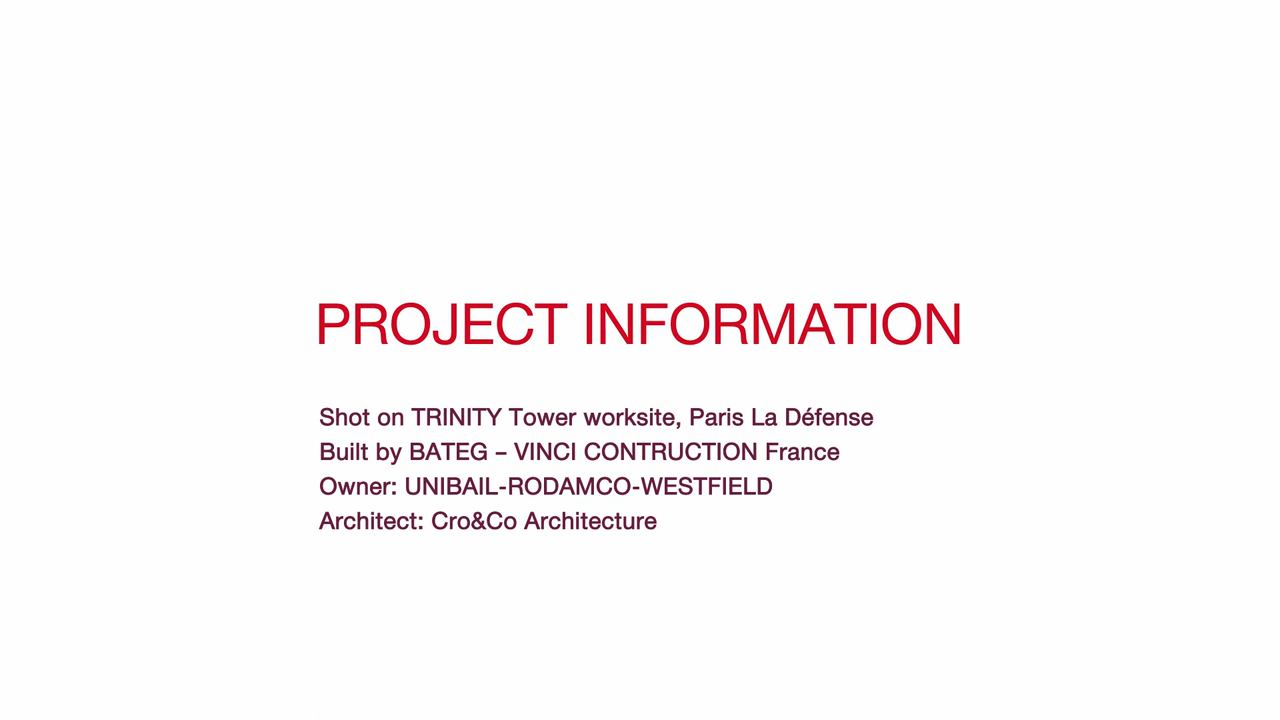 PROJECT INFORMATION
Shot on TRINITY Tower worksite, Paris La Défense
Built by BATEG – VINCI CONTRUCTION France
Owner: UNIBAIL-RODAMCO-WESTFIELD
Architect: Cro&Co Architecture